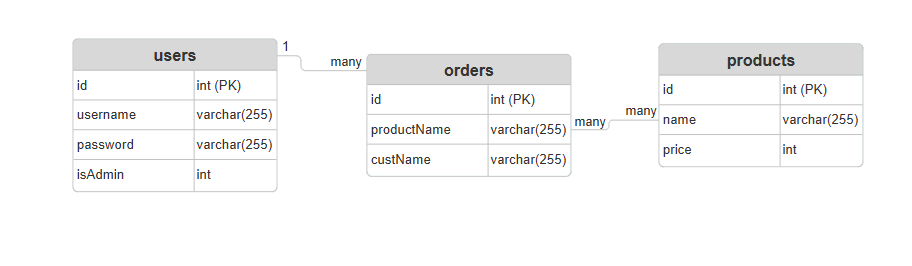 users
id int (PK)
username varchar(255)
password varchar(255)
isAdmin int
1
many
orders
id int (PK)
productName varchar(255)
custName varchar(255)
many
many
products
id int (PK)
name varchar(255)
price int